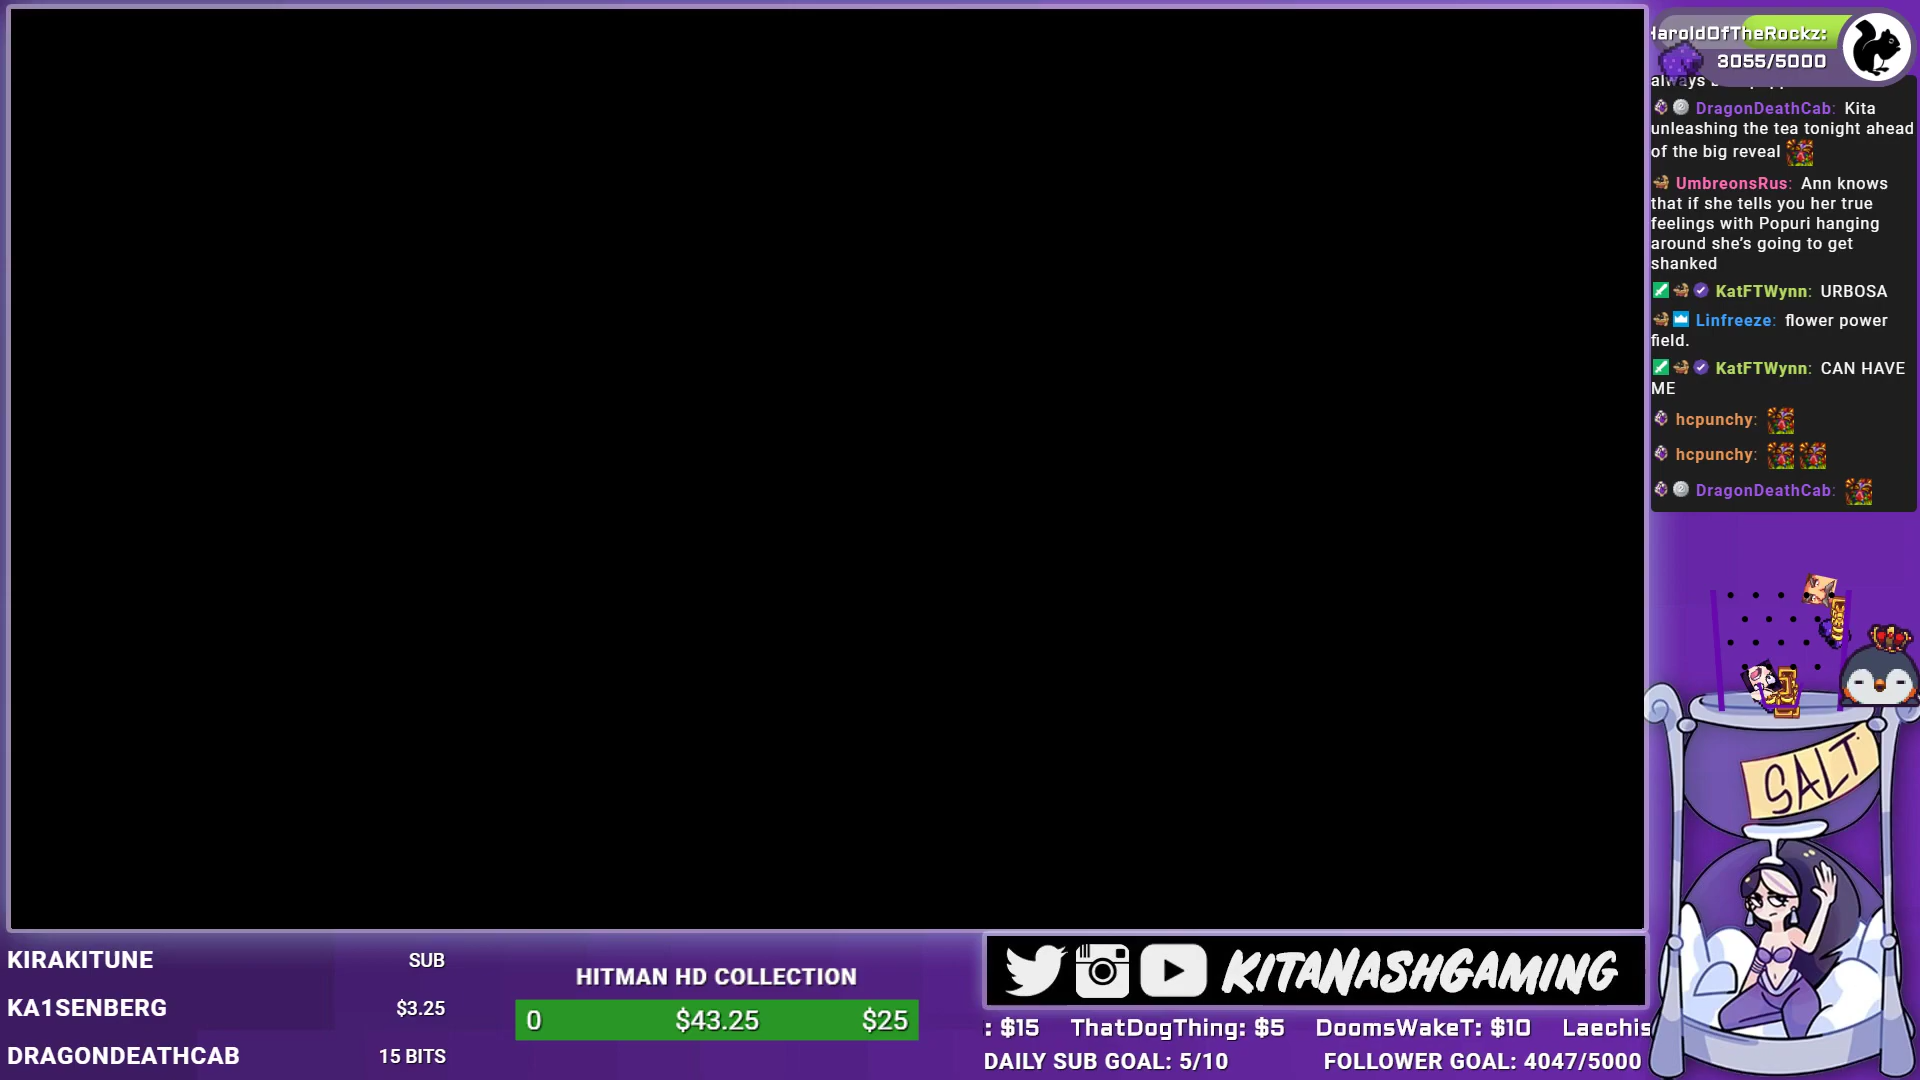 HaroldOfTheRockz:
3055/5000
always
DragonDeathCab: Kita
unleashing the tea tonight ahead
of the big reveal
UmbreonsRus: Ann knows
that if she tells you her true
feelings with Popuri hanging
around she's going to get
shanked
KatFTWynn: URBOSA
Linfreeze: flower power
field.
KatFTWynn: CAN HAVE
ME
hcpunchy:
hcpunchy:
DragonDeathCab:
SALT
KIRAKITUNE SUB
KA1SENBERG $3.25
DRAGONDEATHCAB 15 BITS
HITMAN HD COLLECTION
0 $43.25 $25
KITANASHGAMING
: $15 ThatDogThing: $5 DoomsWakeT: $10 Laechis
DAILY SUB GOAL: 5/10 FOLLOWER GOAL: 4047/5000